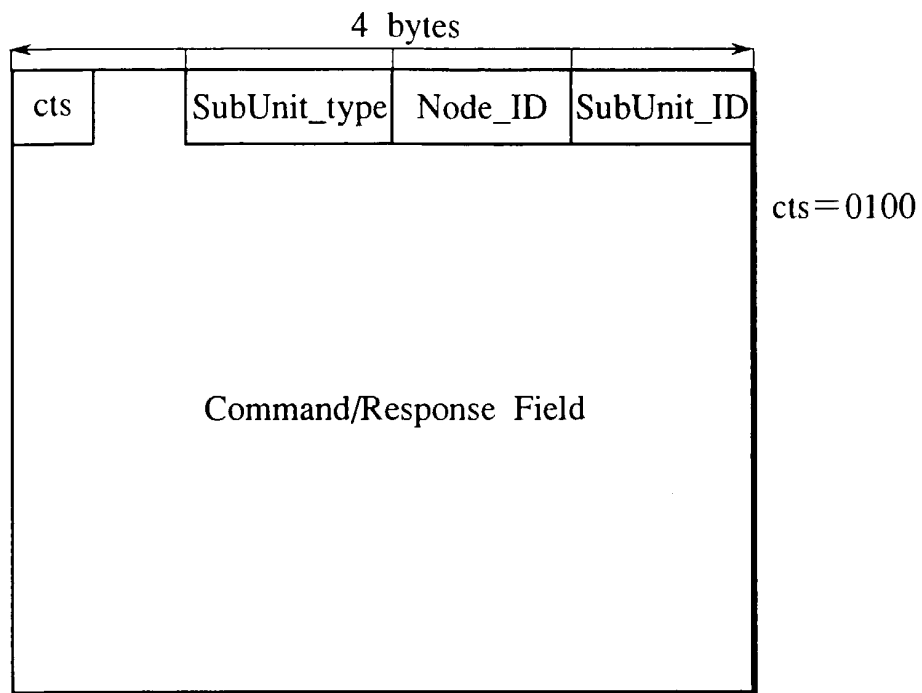 4 bytes
cts SubUnit_type Node_ID SubUnit_ID
cts=0100
Command/Response Field